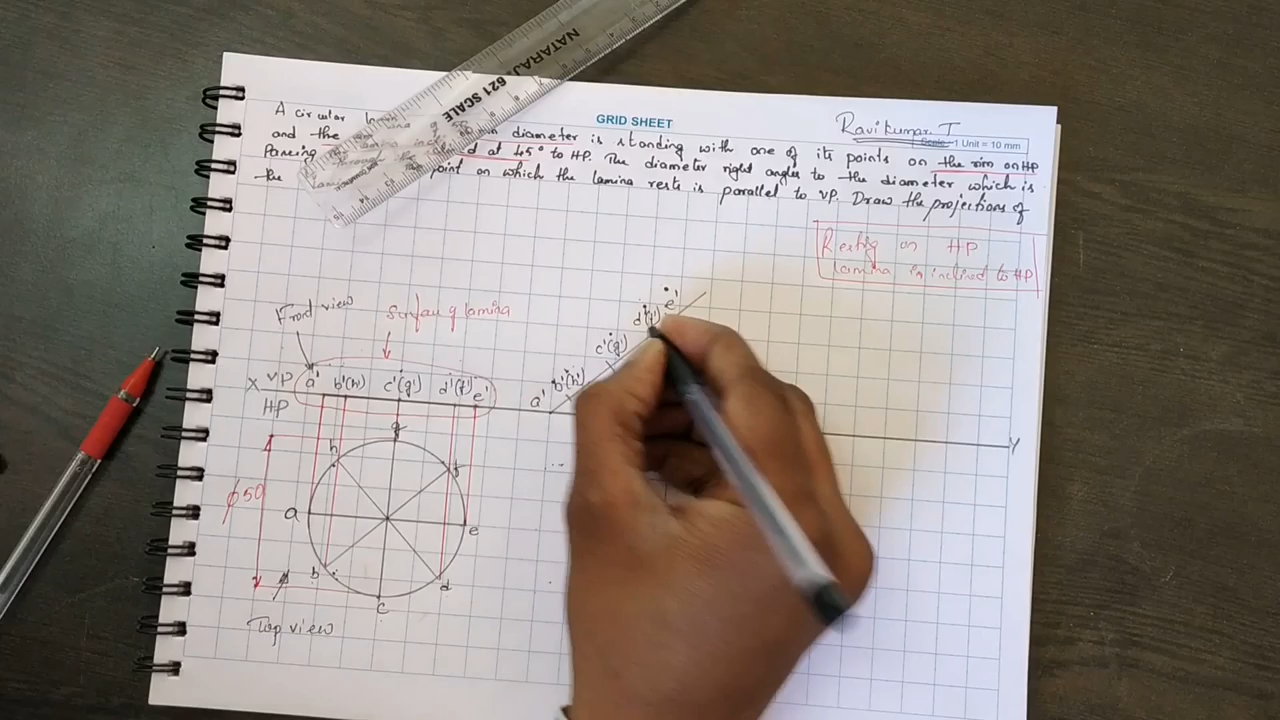 GRID SHEET
Ravikumar T
Scale: 1 Unit = 10 mm
A circular
diameter is standing with one of its points on the rim on HP
and the
Passing
d at 45° to HP. The diameter right angles to the diameter which is
the
point on which the lamina rests is parallel to VP. Draw the projections of
NATARAJ 621 SCALE
Resting on HP
lamina is inclined to HP
Front view
Surface of lamina
e'
d'(f')
c'(g')
b'(h')
a'
X VP
HP
a' b'(h') c'(g') d'(f') e'
Y
g
h
f
φ50
a
e
b
d
c
Top view